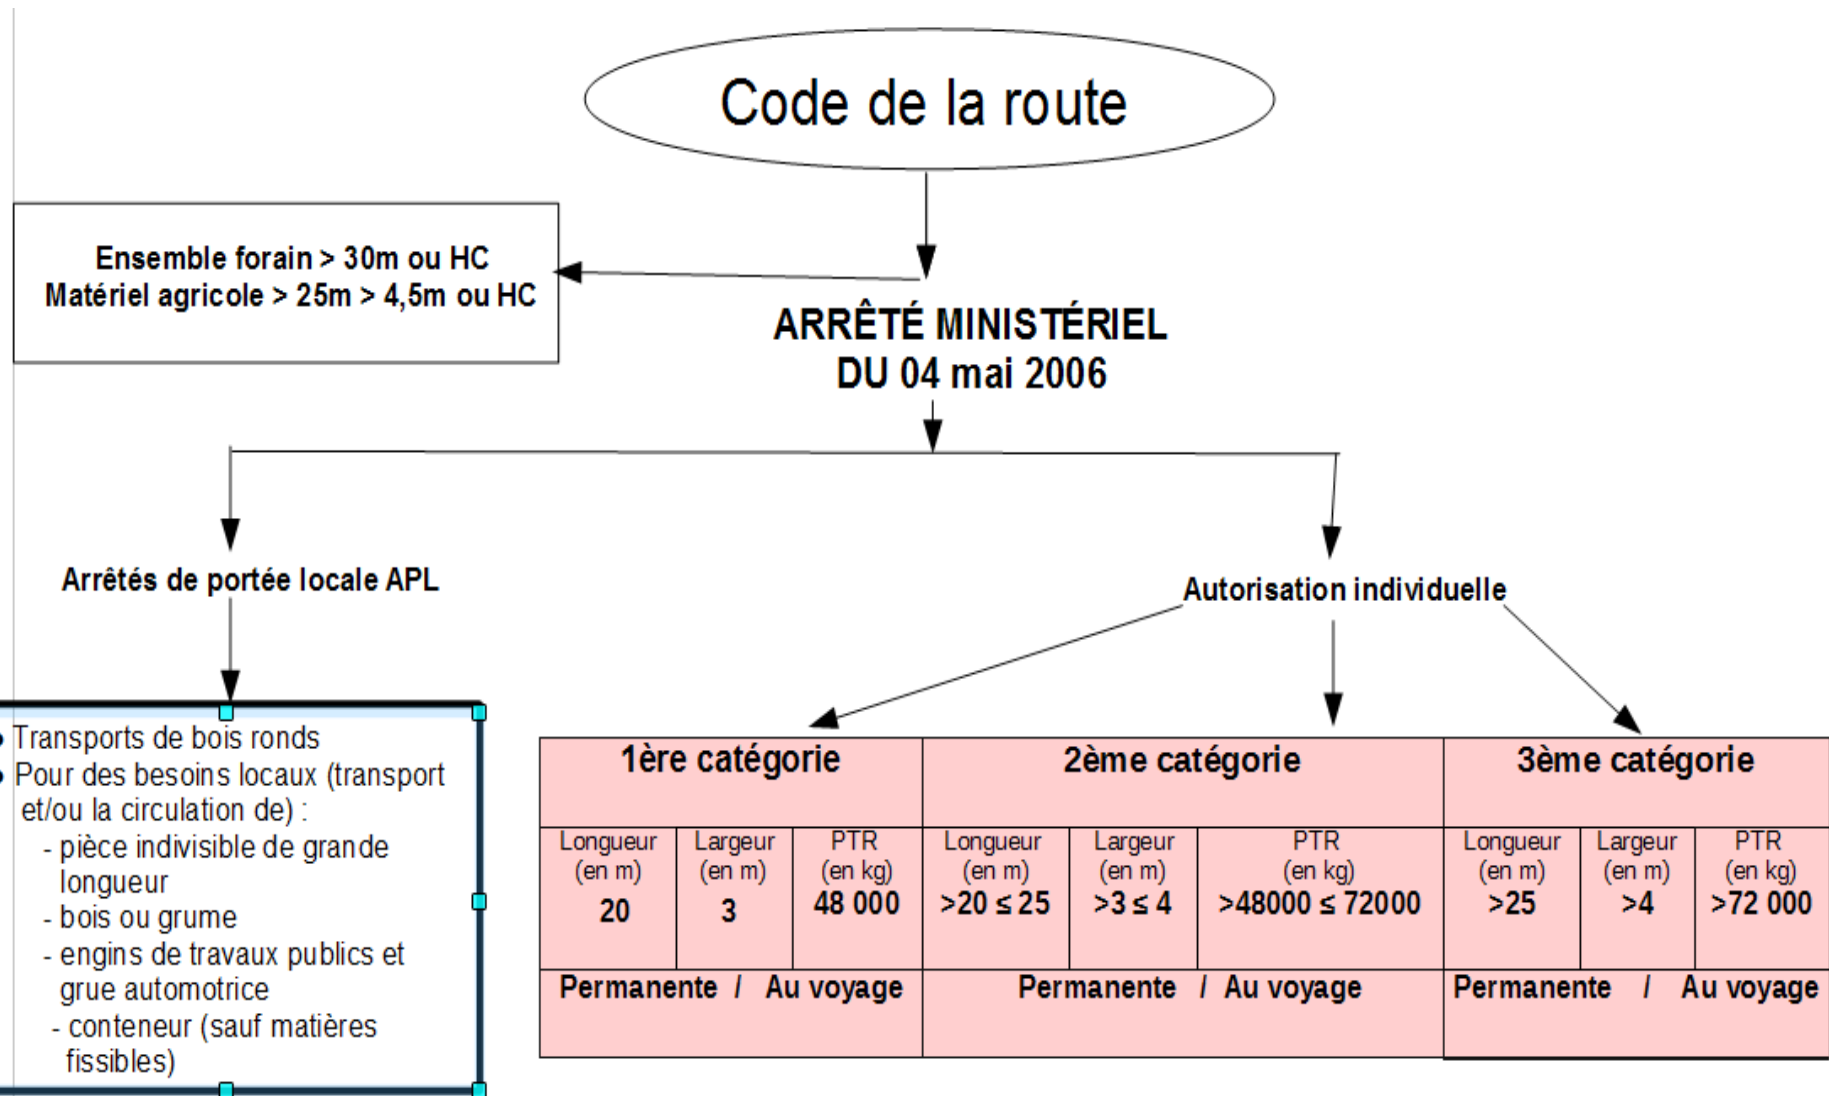 Code de la route
Ensemble forain > 30m ou HC
Matériel agricole > 25m > 4,5m ou HC
ARRÊTÉ MINISTÉRIEL
DU 04 mai 2006
Arrêtés de portée locale APL
Autorisation individuelle
• Transports de bois ronds
• Pour des besoins locaux (transport
et/ou la circulation de) :
- pièce indivisible de grande
longueur
- bois ou grume
- engins de travaux publics et
grue automotrice
- conteneur (sauf matières
fissibles)
1ère catégorie
2ème catégorie
3ème catégorie
Longueur
(en m)
20
Largeur
(en m)
3
PTR
(en kg)
48 000
Longueur
(en m)
>20 ≤ 25
Largeur
(en m)
>3 ≤ 4
PTR
(en kg)
>48000 ≤ 72000
Longueur
(en m)
>25
Largeur
(en m)
>4
PTR
(en kg)
>72 000
Permanente / Au voyage
Permanente / Au voyage
Permanente / Au voyage